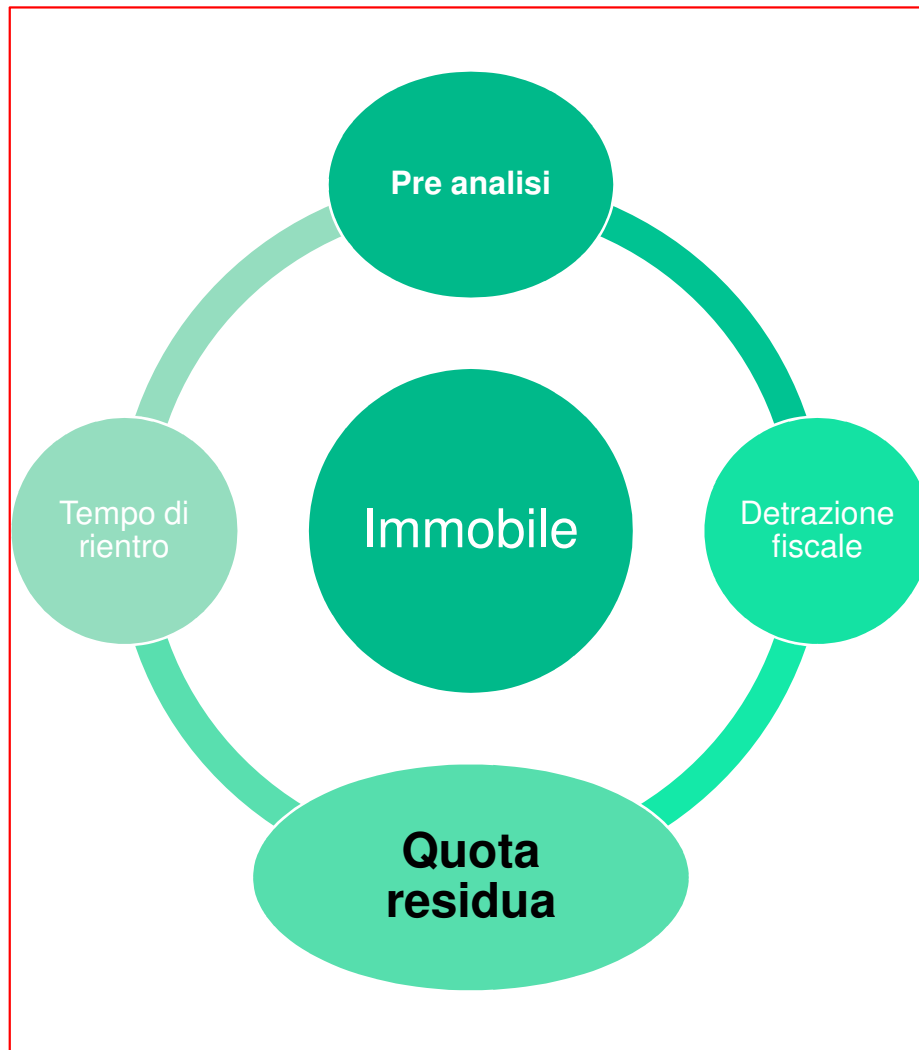 Pre analisi
Tempo di
rientro
Immobile
Detrazione
fiscale
Quota
residua